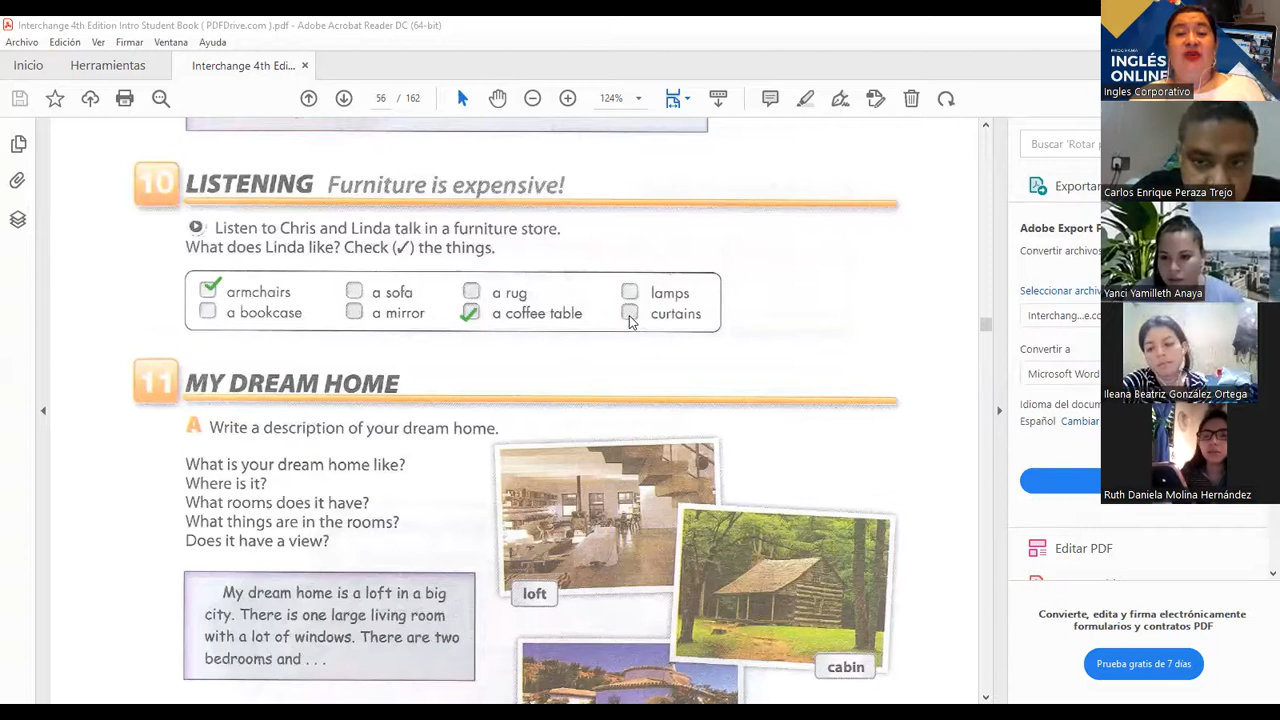 Interchange 4th Edition Intro Student Book ( PDFDrive.com ).pdf - Adobe Acrobat Reader DC (64-bit)
Archivo Edición Ver Firmar Ventana Ayuda
Inicio Herramientas Interchange 4th Edi... ×
56 / 162 124%
10 LISTENING Furniture is expensive!
Listen to Chris and Linda talk in a furniture store.
What does Linda like? Check (✓) the things.
armchairs a sofa a rug lamps
a bookcase a mirror a coffee table curtains
11 MY DREAM HOME
A Write a description of your dream home.
What is your dream home like?
Where is it?
What rooms does it have?
What things are in the rooms?
Does it have a view?
My dream home is a loft in a big
city. There is one large living room
with a lot of windows. There are two
bedrooms and . . .
loft
cabin
Buscar 'Rotar
Exportar
Adobe Export
Convertir archivos
Seleccionar archiv
Interchang...e.co
Convertir a
Microsoft Word
Idioma del docum
Español Cambiar
Editar PDF
Convierte, edita y firma electrónicamente
formularios y contratos PDF
Prueba gratis de 7 días
PROGRAMA
INGLÉS
ONLINE
Ingles Corporativo
Carlos Enrique Peraza Trejo
Yanci Yamilleth Anaya
Ileana Beatriz González Ortega
Ruth Daniela Molina Hernández